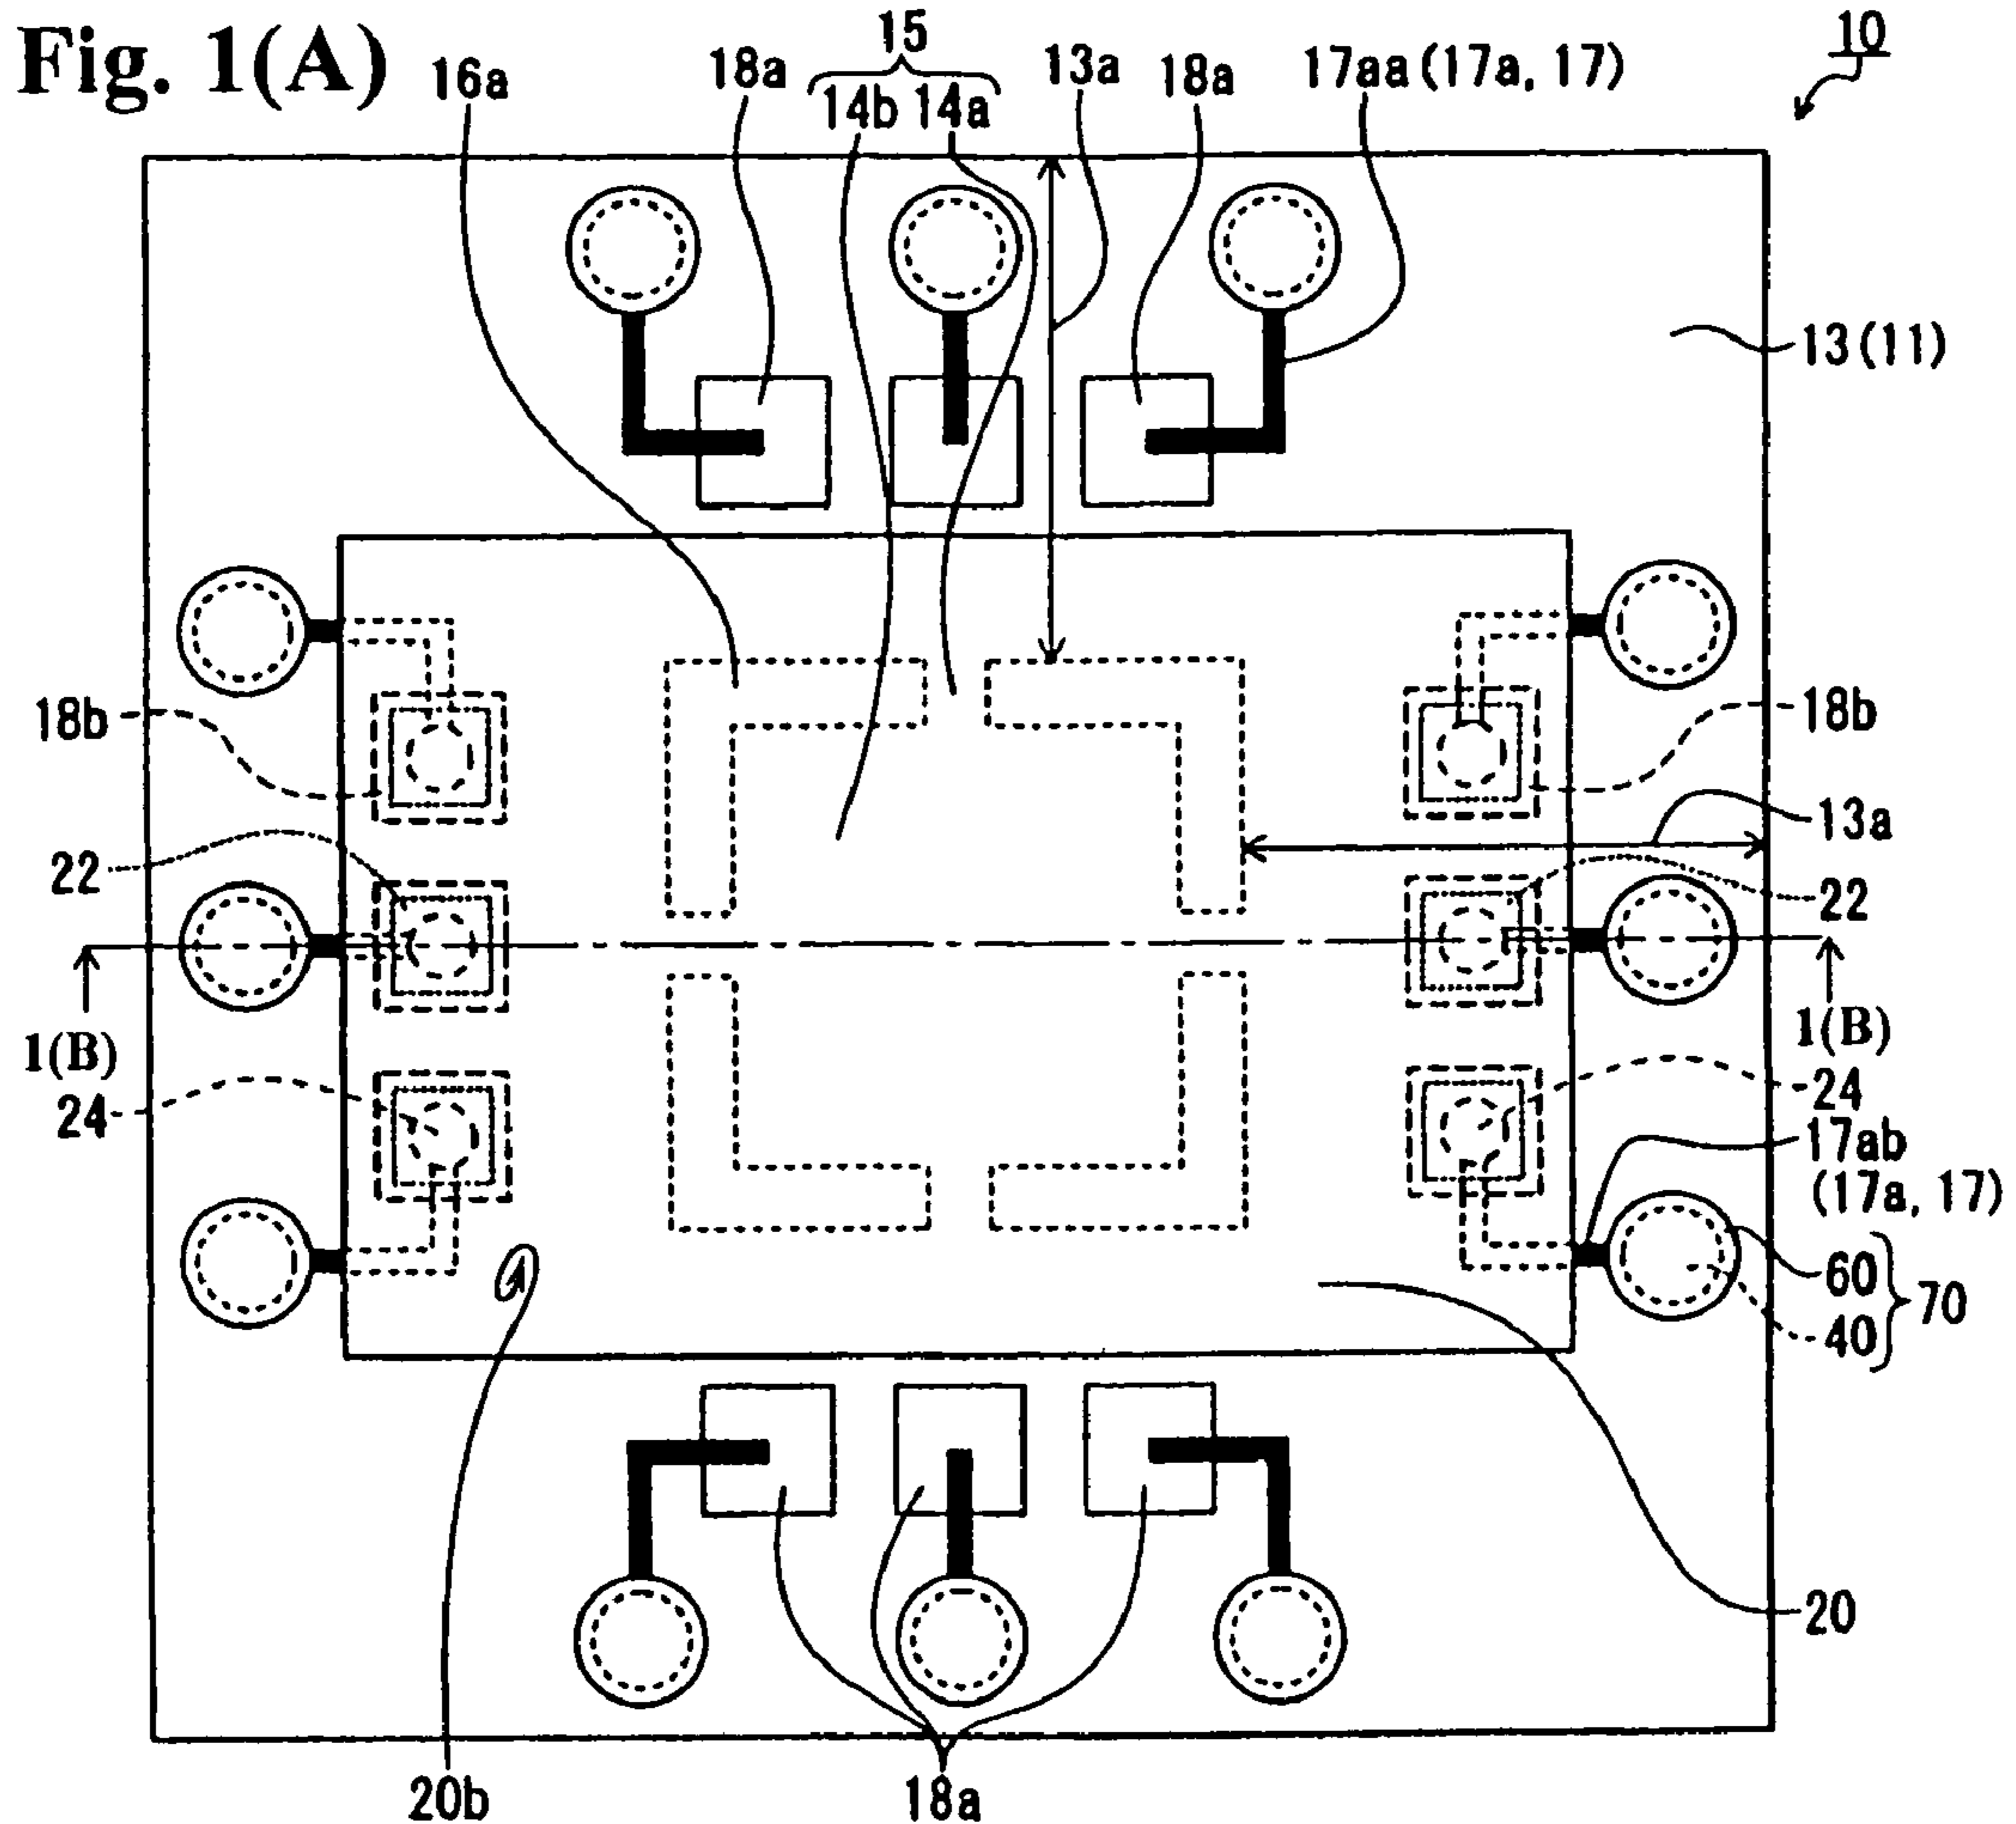 Fig. 1(A)
15
10
16a
18a
14b 14a
13a
18a
17aa(17a, 17)
13(11)
18b
18b
13a
22
22
1(B)
1(B)
24
24
17ab
(17a, 17)
60
70
40
20
20b
18a